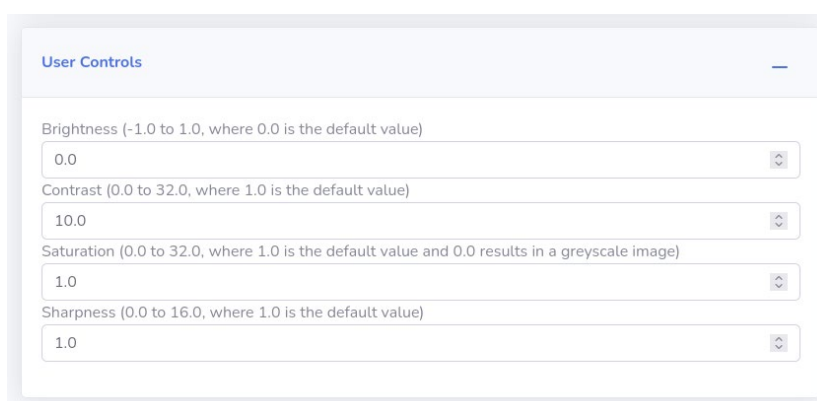 User Controls
Brightness (-1.0 to 1.0, where 0.0 is the default value)
0.0
Contrast (0.0 to 32.0, where 1.0 is the default value)
10.0
Saturation (0.0 to 32.0, where 1.0 is the default value and 0.0 results in a greyscale image)
1.0
Sharpness (0.0 to 16.0, where 1.0 is the default value)
1.0